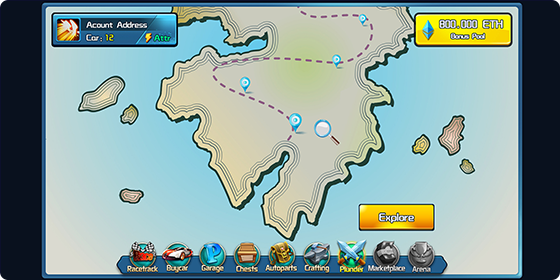 Acount Address
Car: 12
Attr
800.000 ETH
Bonus Pool
Explore
Racetrack
Buycar
Garage
Chests
Autoparts
Crafting
Plunder
Marketplace
Arena